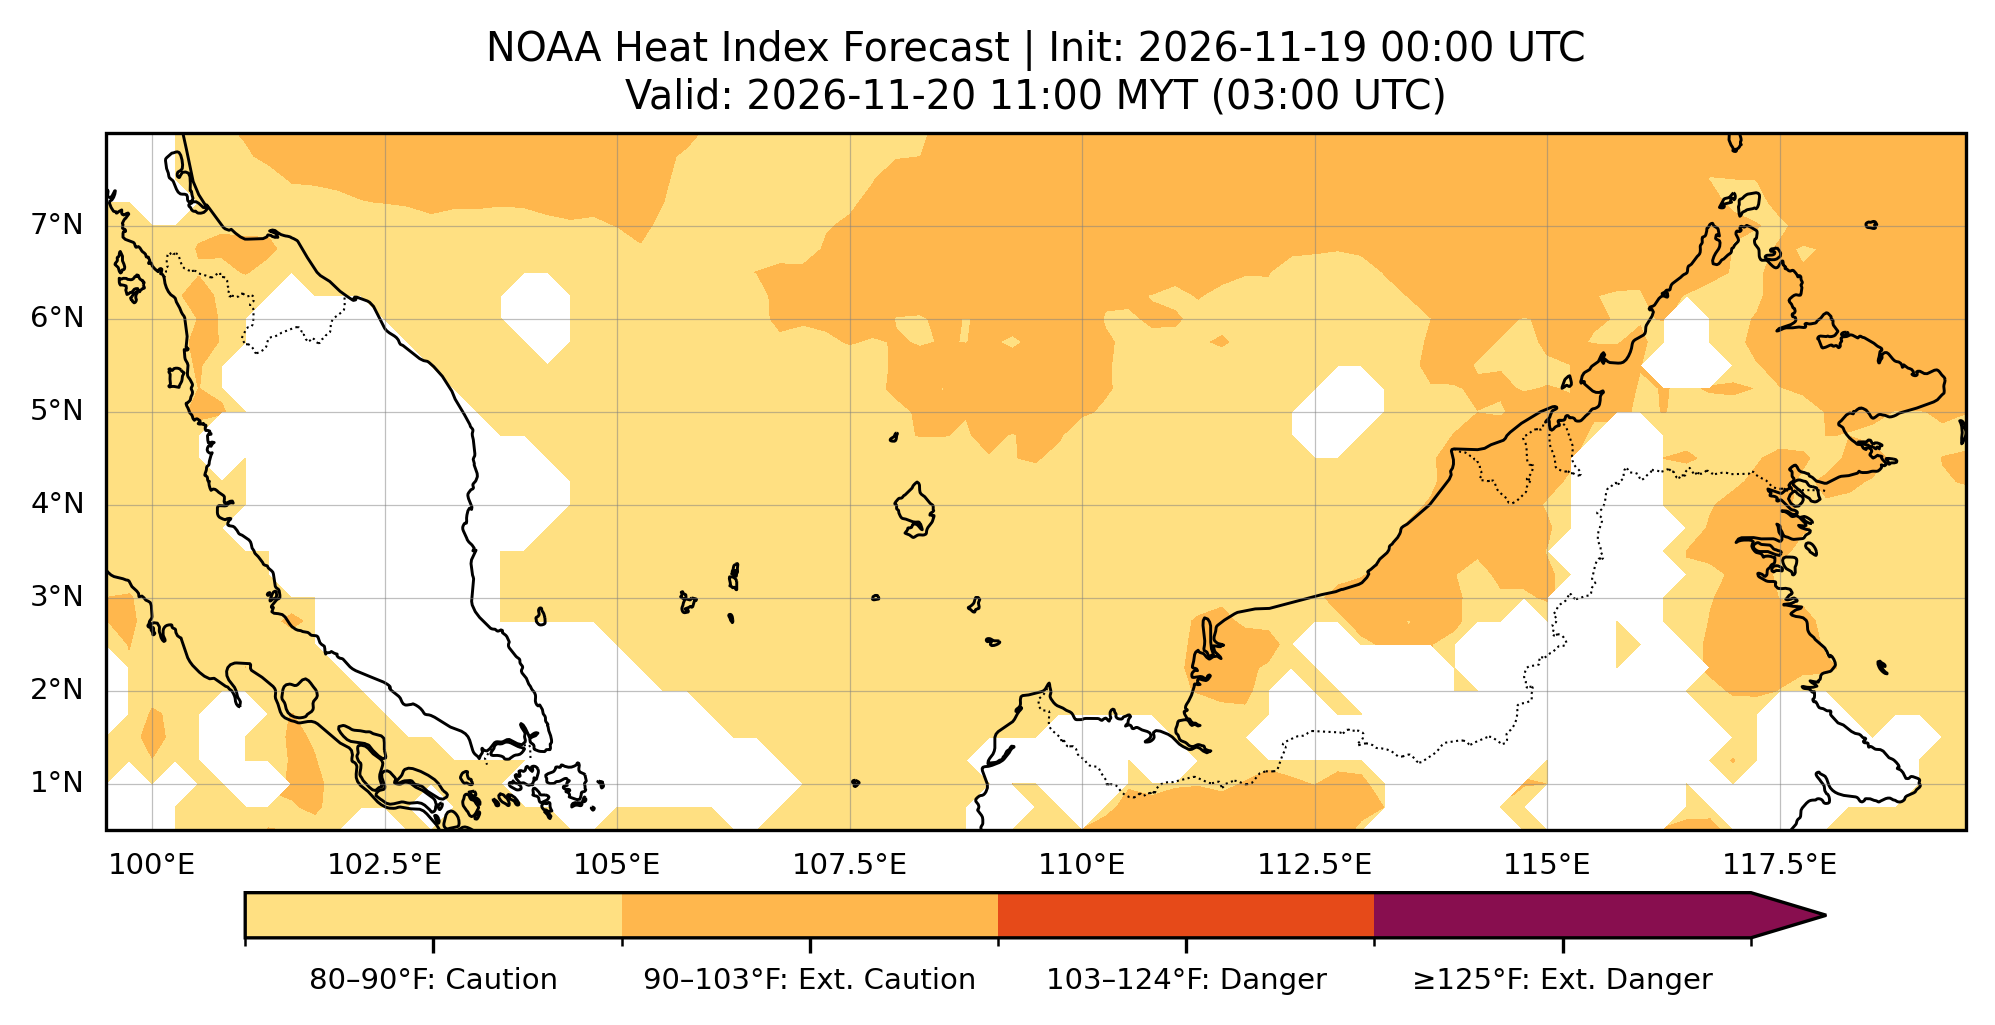 NOAA Heat Index Forecast | Init: 2026-11-19 00:00 UTC
Valid: 2026-11-20 11:00 MYT (03:00 UTC)
7°N
6°N
5°N
4°N
3°N
2°N
1°N
100°E 102.5°E 105°E 107.5°E 110°E 112.5°E 115°E 117.5°E
80–90°F: Caution 90–103°F: Ext. Caution 103–124°F: Danger ≥125°F: Ext. Danger